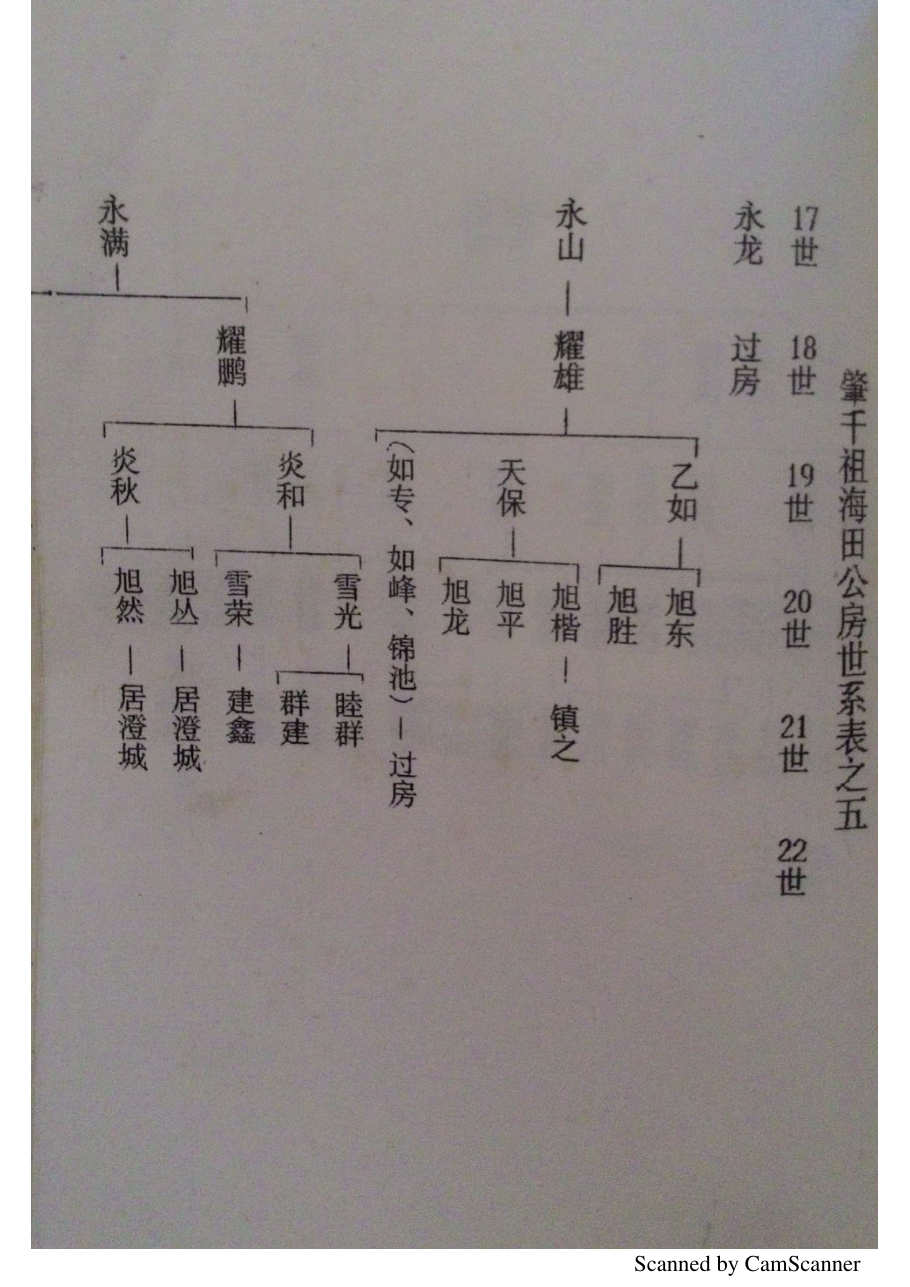 肇千祖海田公房世系表之五
17世 18世 19世 20世 21世 22世
永龙 过房
永山
耀雄
乙如
旭东
旭胜
天保
旭楷 镇之
旭平
旭龙
（如专、如峰、锦池）过房
永满
耀鹏
炎和
雪光
睦群
群建
雪荣 建鑫
炎秋
旭丛 居澄城
旭然 居澄城
Scanned by CamScanner